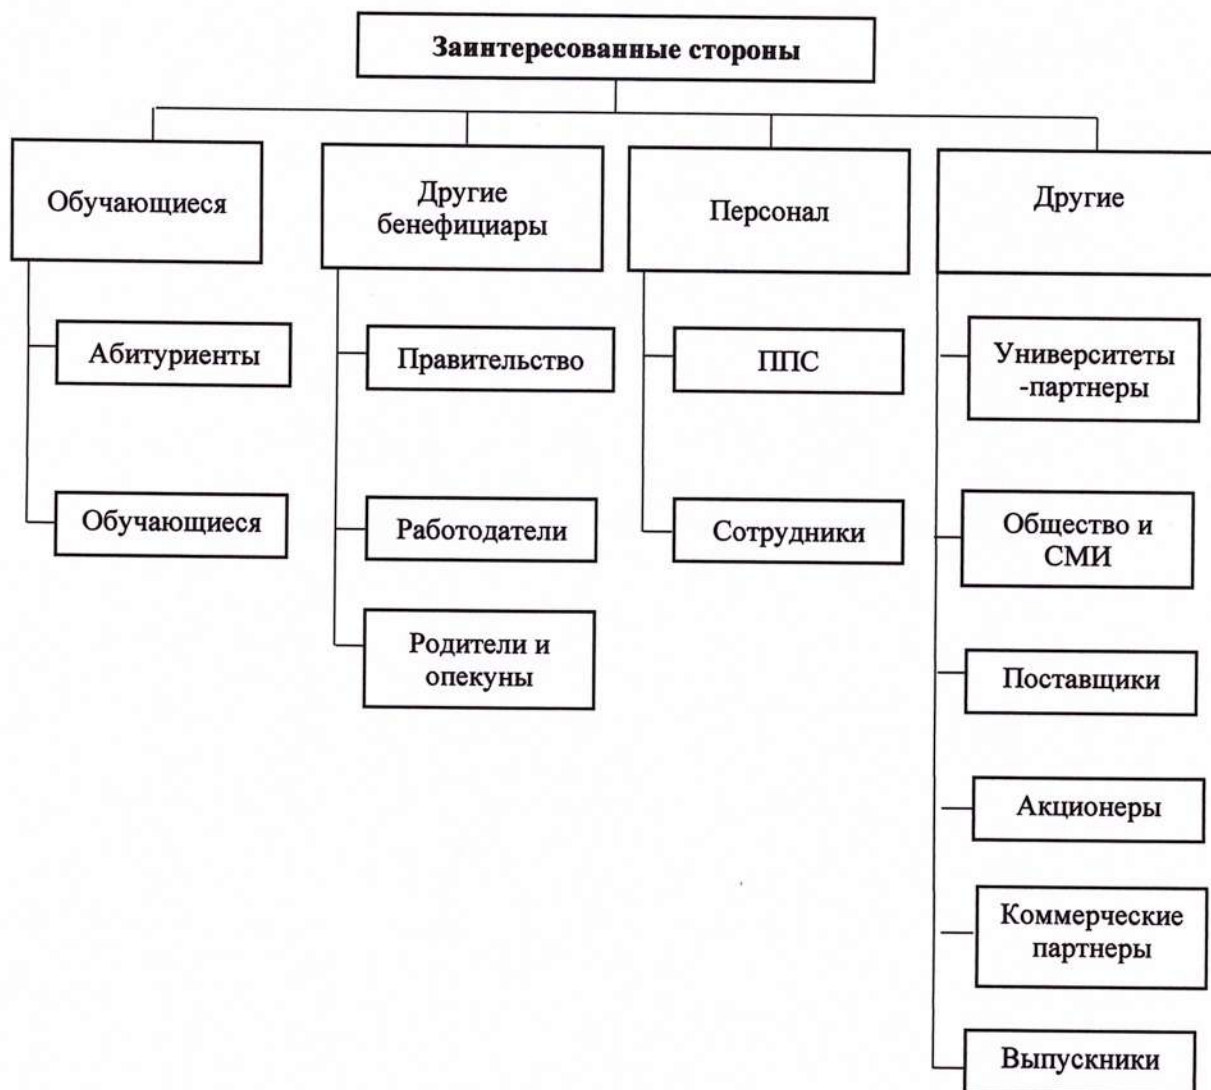 Заинтересованные стороны
Обучающиеся
Другие
бенефициары
Персонал
Другие
Абитуриенты
Правительство
ППС
Университеты
-партнеры
Обучающиеся
Работодатели
Сотрудники
Общество и
СМИ
Родители и
опекуны
Поставщики
Акционеры
Коммерческие
партнеры
Выпускники